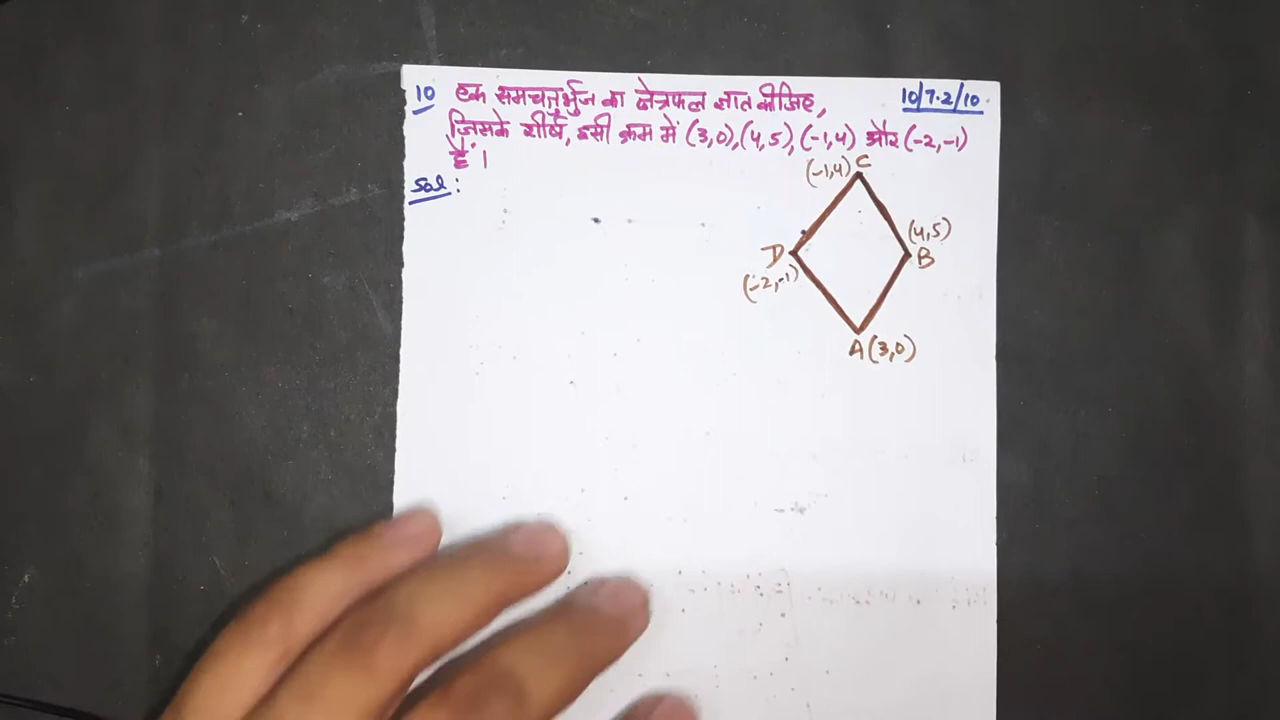 10 एक समचतुर्भुज का क्षेत्रफल ज्ञात कीजिए, 10/7.2/10
जिसके शीर्ष, इसी क्रम में (3,0),(4,5),(-1,4) और (-2,-1)
हैं।
Sol:
(-1,4) C
(4,5)
D B
(-2,-1)
A (3,0)